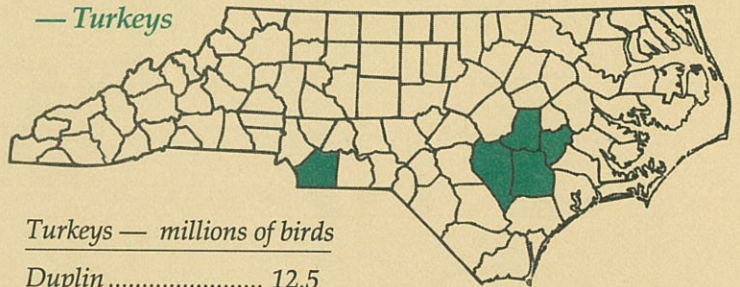 — Turkeys
Turkeys — millions of birds
Duplin ....................... 12.5